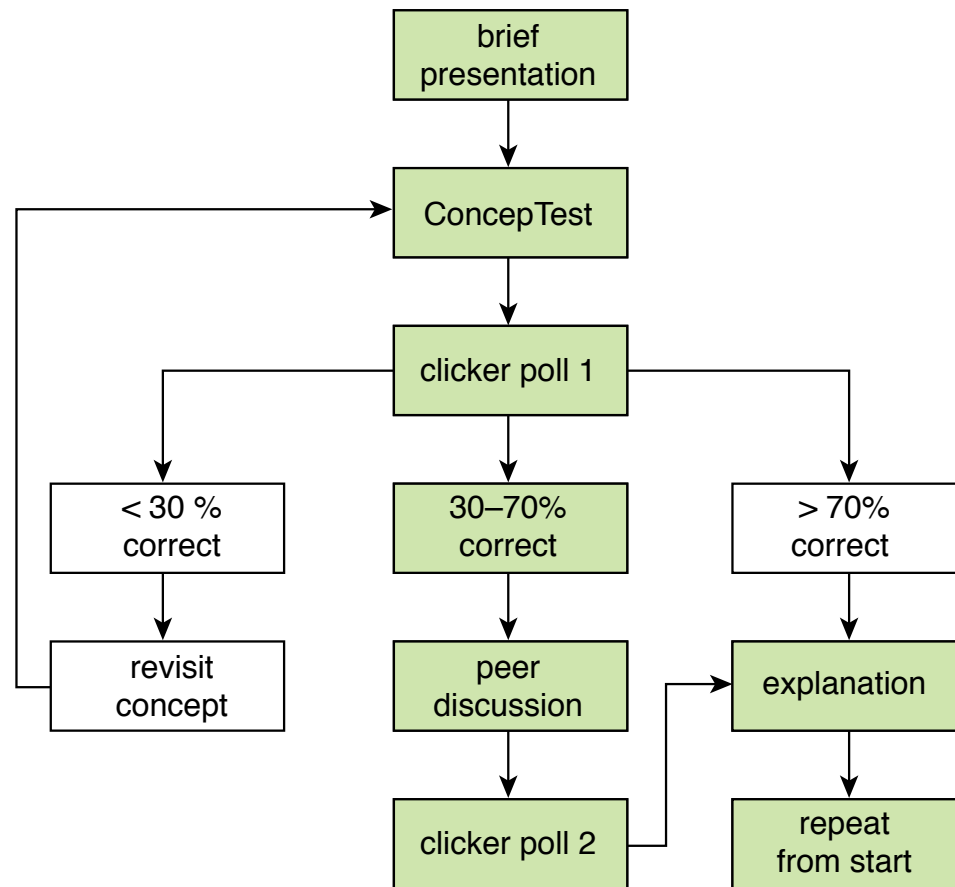 brief
presentation
ConcepTest
clicker poll 1
< 30 %
correct
30–70%
correct
> 70%
correct
revisit
concept
peer
discussion
explanation
clicker poll 2
repeat
from start